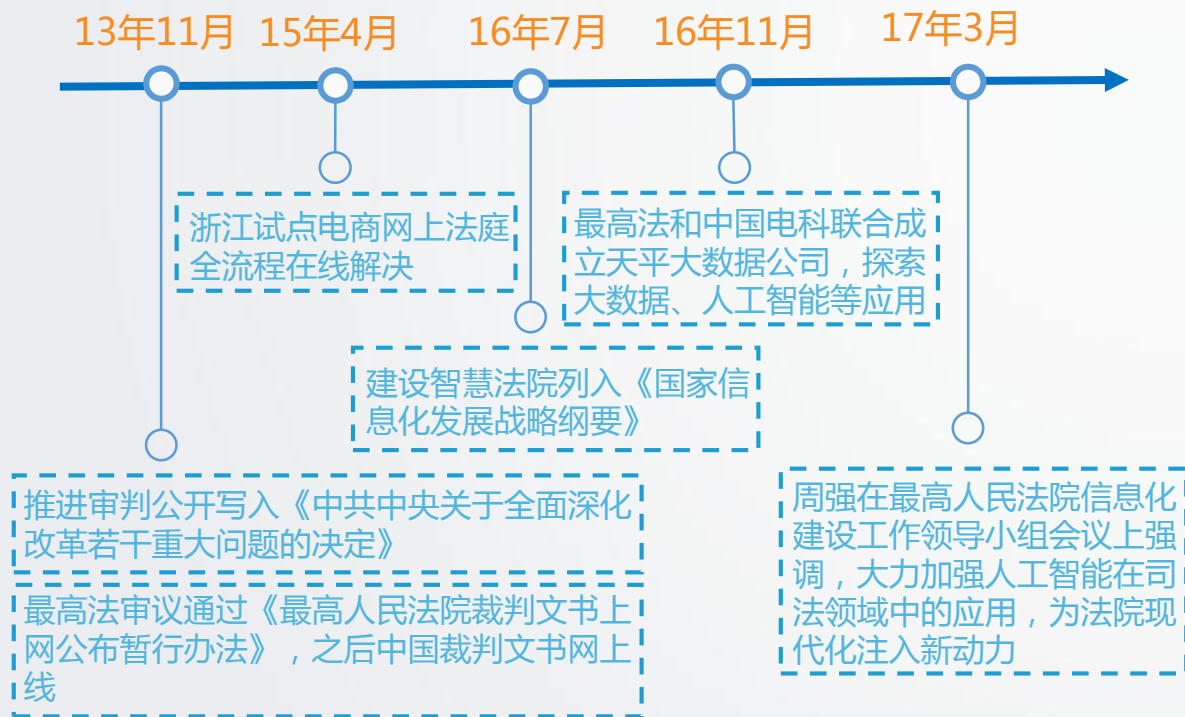 13年11月
15年4月
16年7月
16年11月
17年3月
浙江试点电商网上法庭
全流程在线解决
最高法和中国电科联合成
立天平大数据公司，探索
大数据、人工智能等应用
建设智慧法院列入《国家信
息化发展战略纲要》
推进审判公开写入《中共中央关于全面深化
改革若干重大问题的决定》
最高法审议通过《最高人民法院裁判文书上
网公布暂行办法》，之后中国裁判文书网上
线
周强在最高人民法院信息化
建设工作领导小组会议上强
调，大力加强人工智能在司
法领域中的应用，为法院现
代化注入新动力